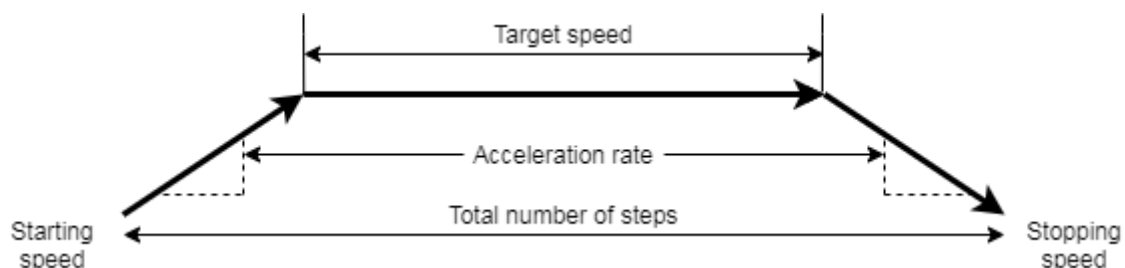 Target speed
Acceleration rate
Total number of steps
Starting
speed
Stopping
speed